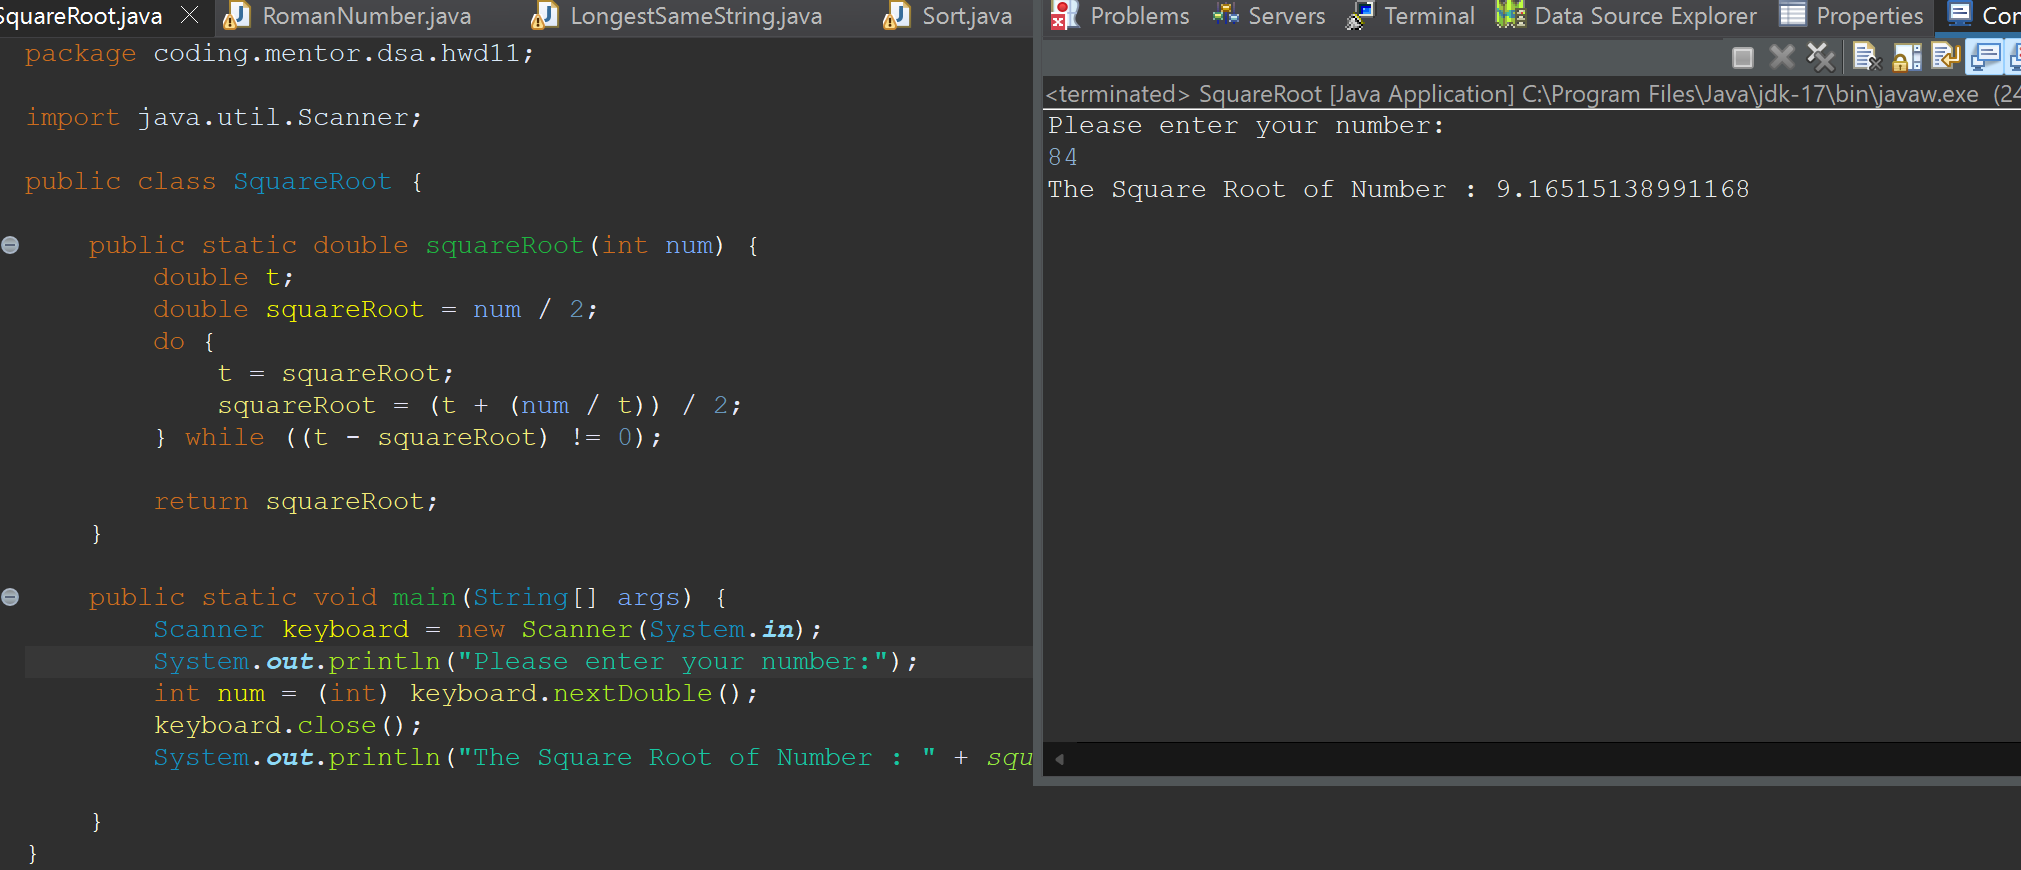 SquareRoot.java RomanNumber.java LongestSameString.java Sort.java
package coding.mentor.dsa.hwd11;
import java.util.Scanner;
public class SquareRoot {
public static double squareRoot(int num) {
double t;
double squareRoot = num / 2;
do {
t = squareRoot;
squareRoot = (t + (num / t)) / 2;
} while ((t - squareRoot) != 0);
return squareRoot;
}
public static void main(String[] args) {
Scanner keyboard = new Scanner(System.in);
System.out.println("Please enter your number:");
int num = (int) keyboard.nextDouble();
keyboard.close();
System.out.println("The Square Root of Number : " + squ
}
}
Problems Servers Terminal Data Source Explorer Properties Con
<terminated> SquareRoot [Java Application] C:\Program Files\Java\jdk-17\bin\javaw.exe (24
Please enter your number:
84
The Square Root of Number : 9.16515138991168